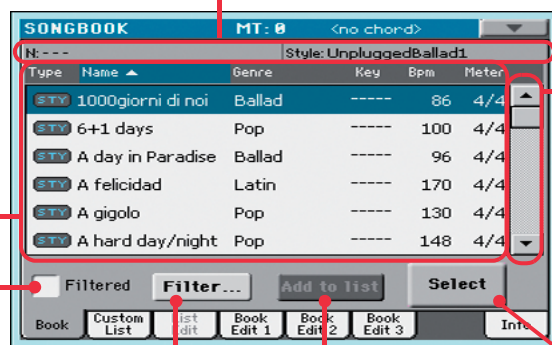 SONGBOOK MT: 0 <no chord>
N: --- Style: UnpluggedBallad1
Type Name Genre Key Bpm Meter
STY 1000giorni di noi Ballad ----- 86 4/4
STY 6+1 days Pop ----- 100 4/4
STY A day in Paradise Ballad ----- 96 4/4
STY A felicidad Latin ----- 170 4/4
STY A gigolo Pop ----- 130 4/4
STY A hard day/night Pop ----- 148 4/4
Filtered Filter... Add to list Select
Book Custom List List Edit Book Edit 1 Book Edit 2 Book Edit 3 Info